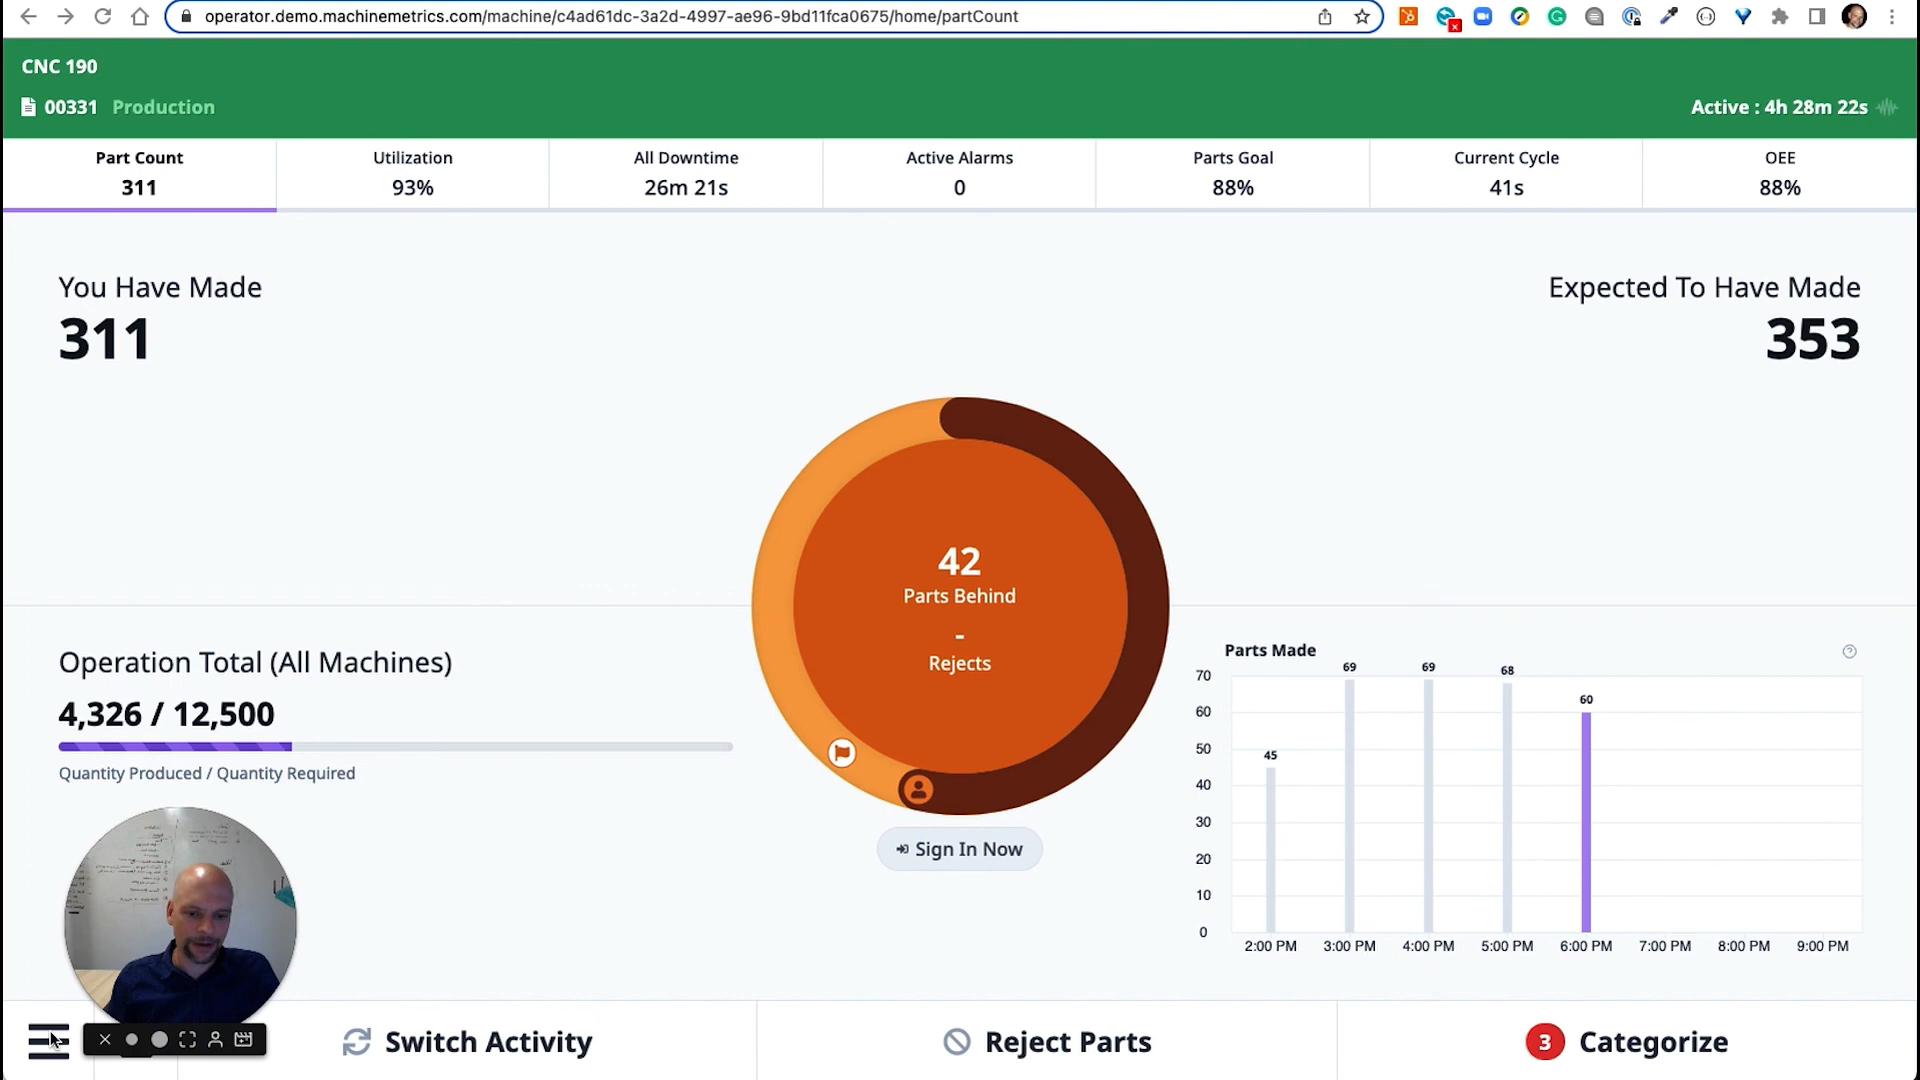 operator.demo.machinemetrics.com/machine/c4ad61dc-3a2d-4997-ae96-9bd11fca0675/home/partCount
CNC 190
00331 Production
Active : 4h 28m 22s
Part Count
311
Utilization
93%
All Downtime
26m 21s
Active Alarms
0
Parts Goal
88%
Current Cycle
41s
OEE
88%
You Have Made
311
Expected To Have Made
353
42
Parts Behind
-
Rejects
Sign In Now
Operation Total (All Machines)
4,326 / 12,500
Quantity Produced / Quantity Required
Parts Made
70
60
50
40
30
20
10
0
45
69
69
68
60
2:00 PM 3:00 PM 4:00 PM 5:00 PM 6:00 PM 7:00 PM 8:00 PM 9:00 PM
Switch Activity
Reject Parts
3 Categorize